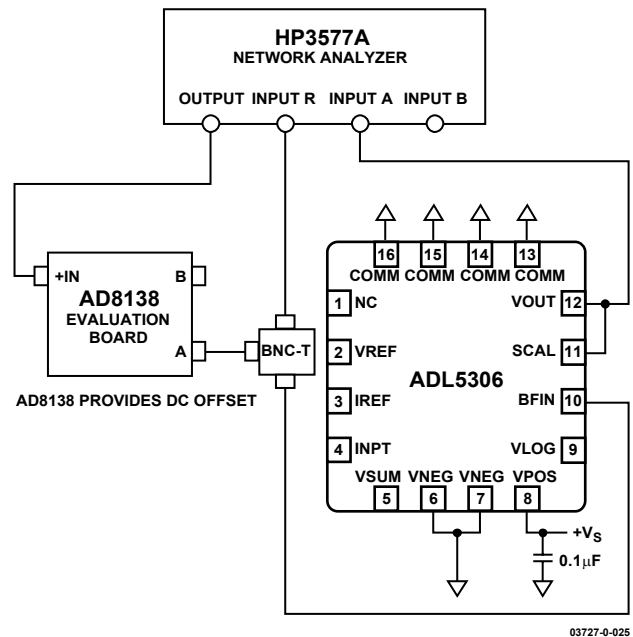 HP3577A
NETWORK ANALYZER
OUTPUT INPUT R INPUT A INPUT B
16 15 14 13
COMM COMM COMM COMM
+IN B
AD8138
EVALUATION
BOARD
A
BNC-T
AD8138 PROVIDES DC OFFSET
1 NC VOUT 12
2 VREF SCAL 11
ADL5306
3 IREF BFIN 10
4 INPT VLOG 9
VSUM VNEG VNEG VPOS
5 6 7 8
+VS
0.1μF
03727-0-025